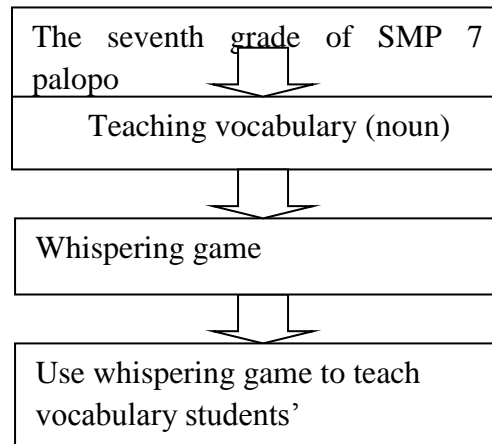 The seventh grade of SMP 7
palopo
Teaching vocabulary (noun)
Whispering game
Use whispering game to teach
vocabulary students’